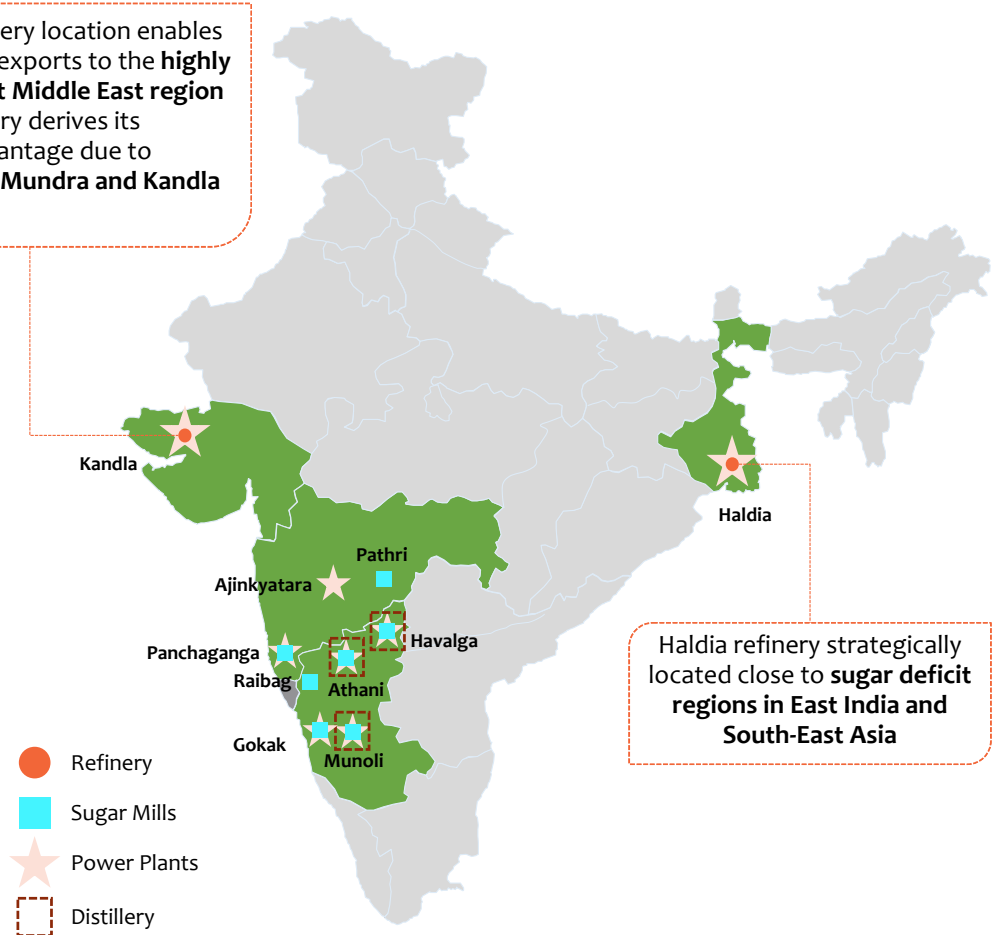 ery location enables
exports to the highly
t Middle East region
ry derives its
antage due to
Mundra and Kandla
Kandla
Haldia
Pathri
Ajinkyatara
Havalga
Panchaganga
Raibag
Athani
Gokak
Munoli
Haldia refinery strategically
located close to sugar deficit
regions in East India and
South-East Asia
Refinery
Sugar Mills
Power Plants
Distillery